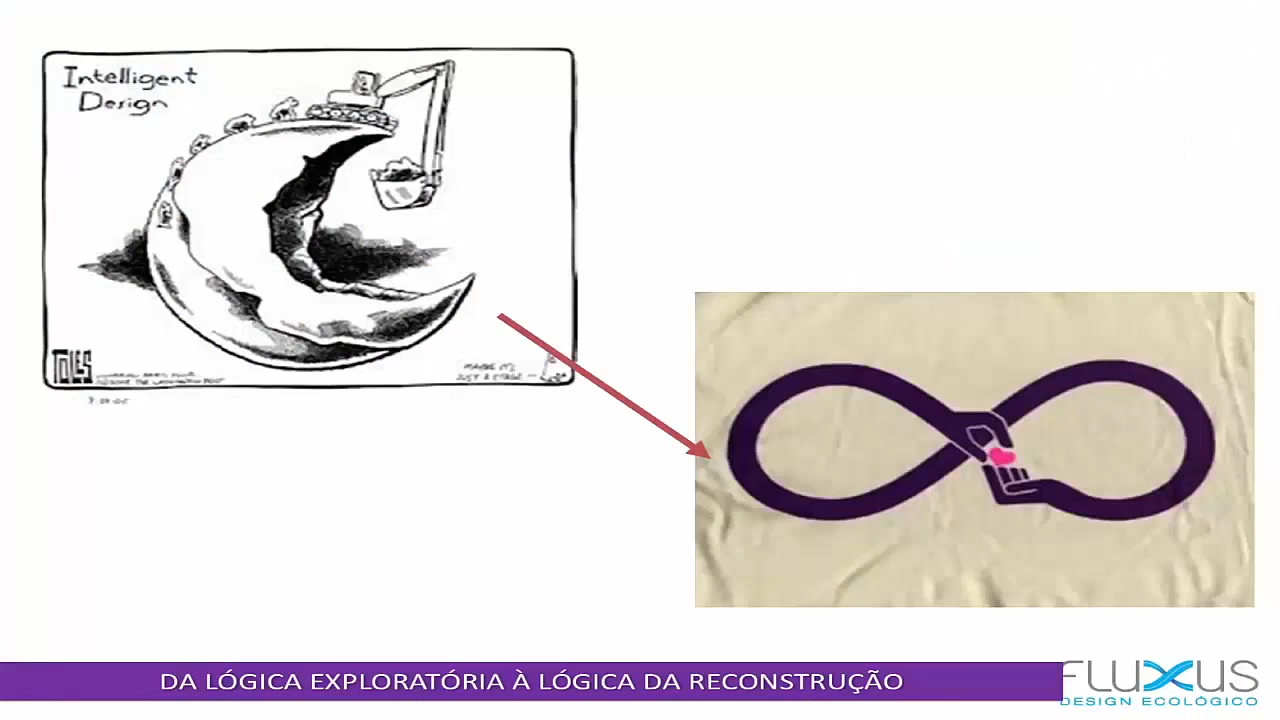 Intelligent
Design
TOLES
MAYBE IT'S
JUST A STAGE
DA LÓGICA EXPLORATÓRIA À LÓGICA DA RECONSTRUÇÃO
FLUXUS
DESIGN ECOLÓGICO